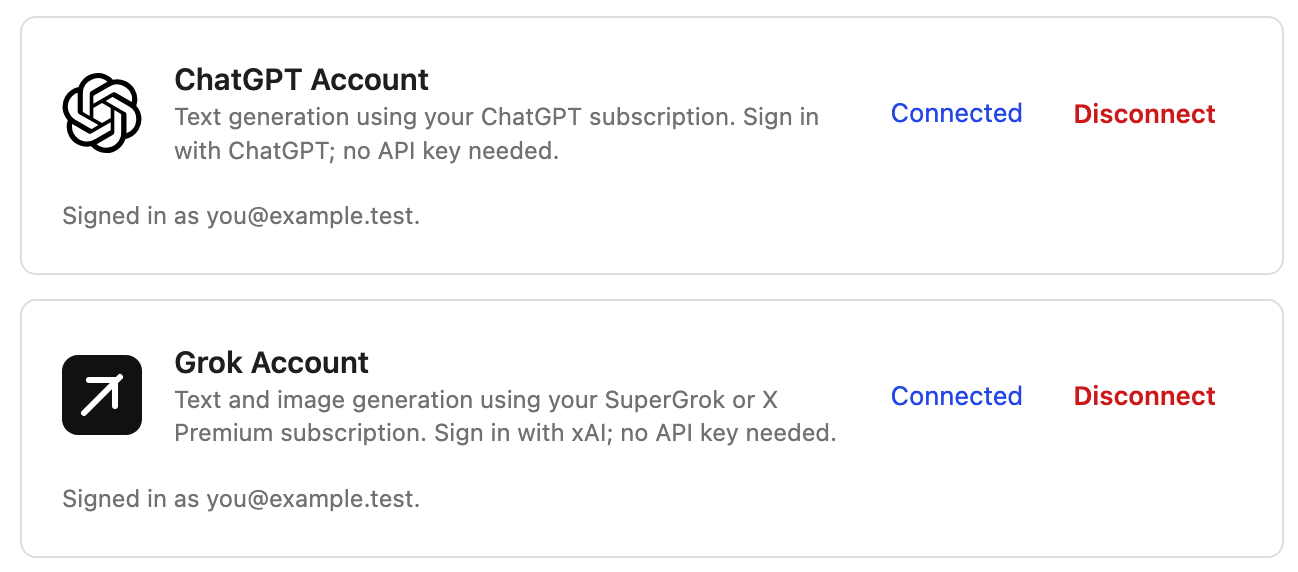 ChatGPT Account
Text generation using your ChatGPT subscription. Sign in
with ChatGPT; no API key needed.
Connected
Disconnect
Signed in as you@example.test.
Grok Account
Text and image generation using your SuperGrok or X
Premium subscription. Sign in with xAI; no API key needed.
Connected
Disconnect
Signed in as you@example.test.